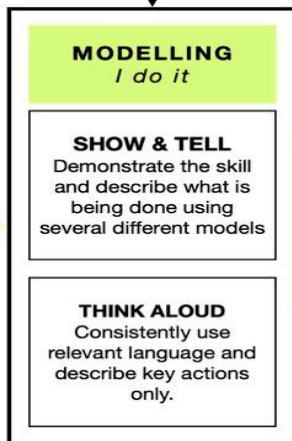 MODELLING
I do it
SHOW & TELL
Demonstrate the skill
and describe what is
being done using
several different models
THINK ALOUD
Consistently use
relevant language and
describe key actions
only.